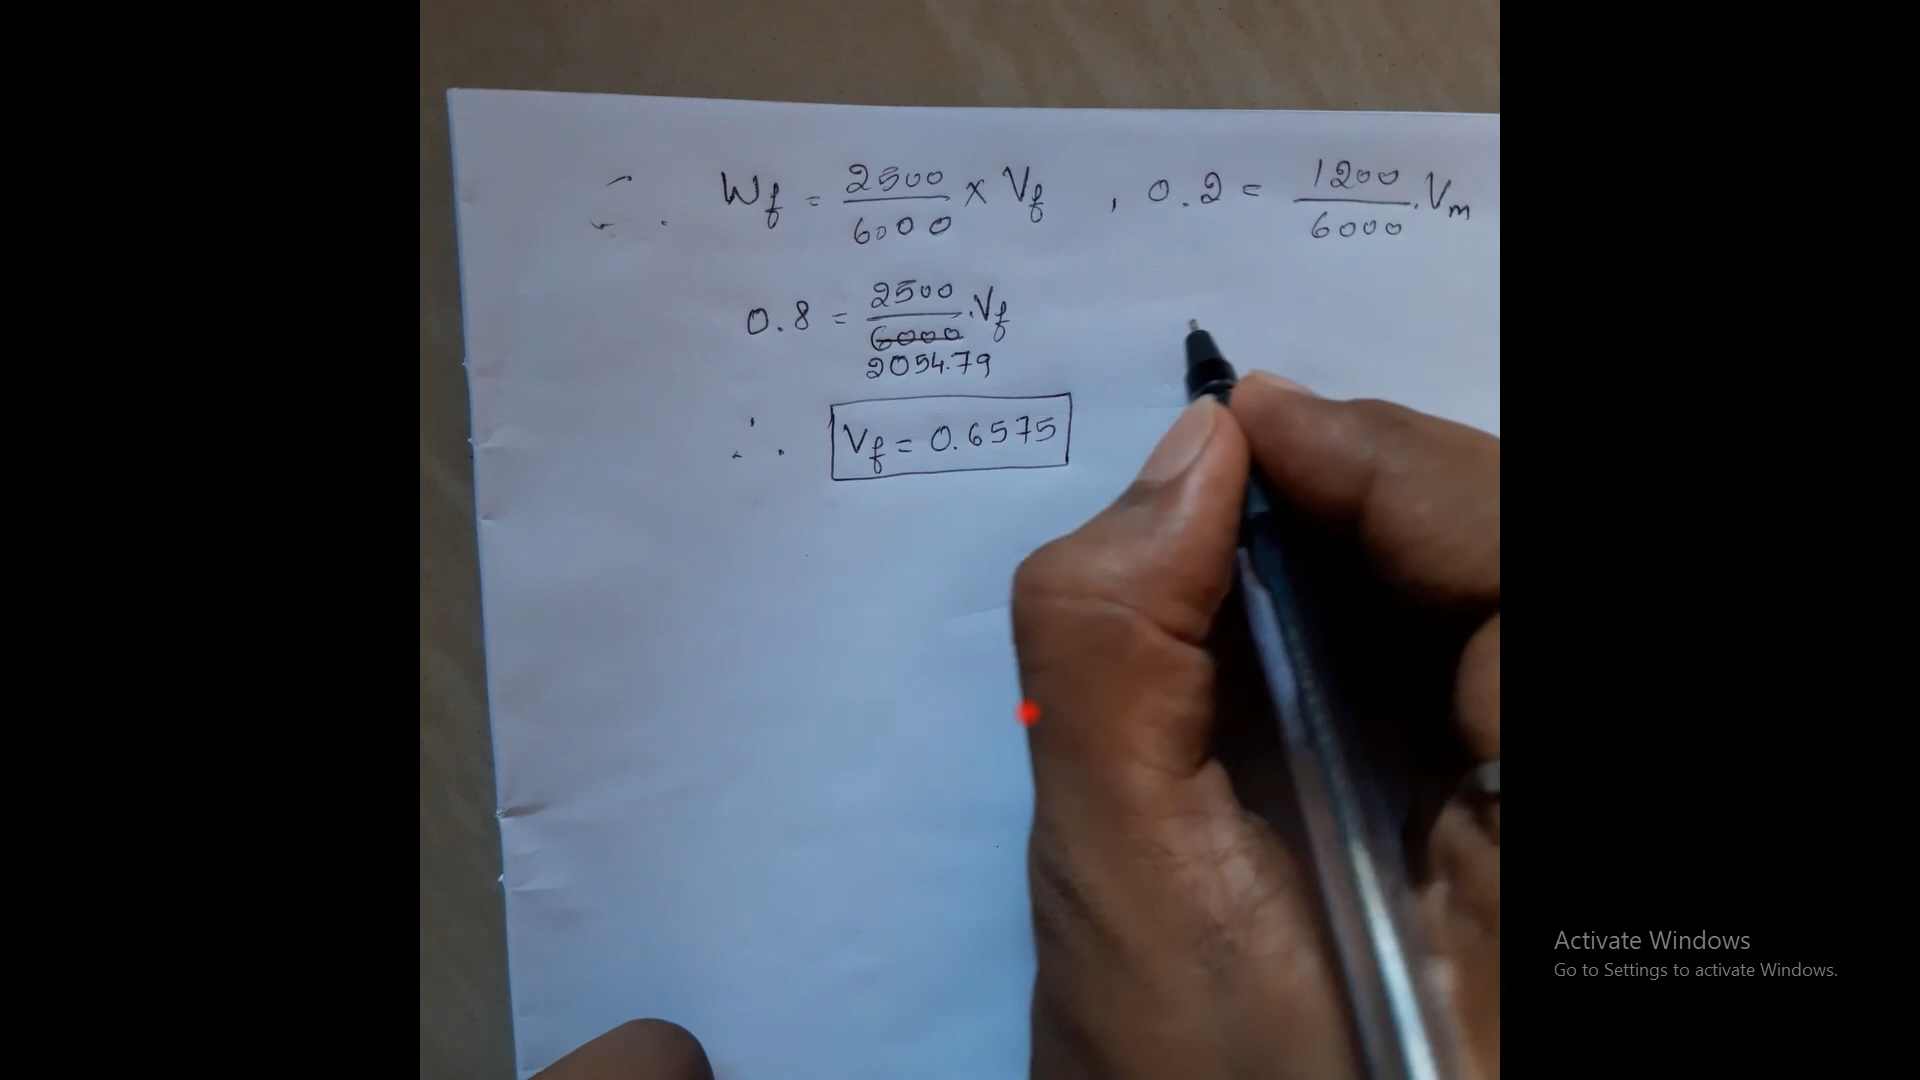 ∴ Wf = 2500/6000 × Vf , 0.2 = 1200/6000 . Vm
0.8 = 2500/6000 . Vf
2054.79
∴ Vf = 0.6575
Activate Windows
Go to Settings to activate Windows.